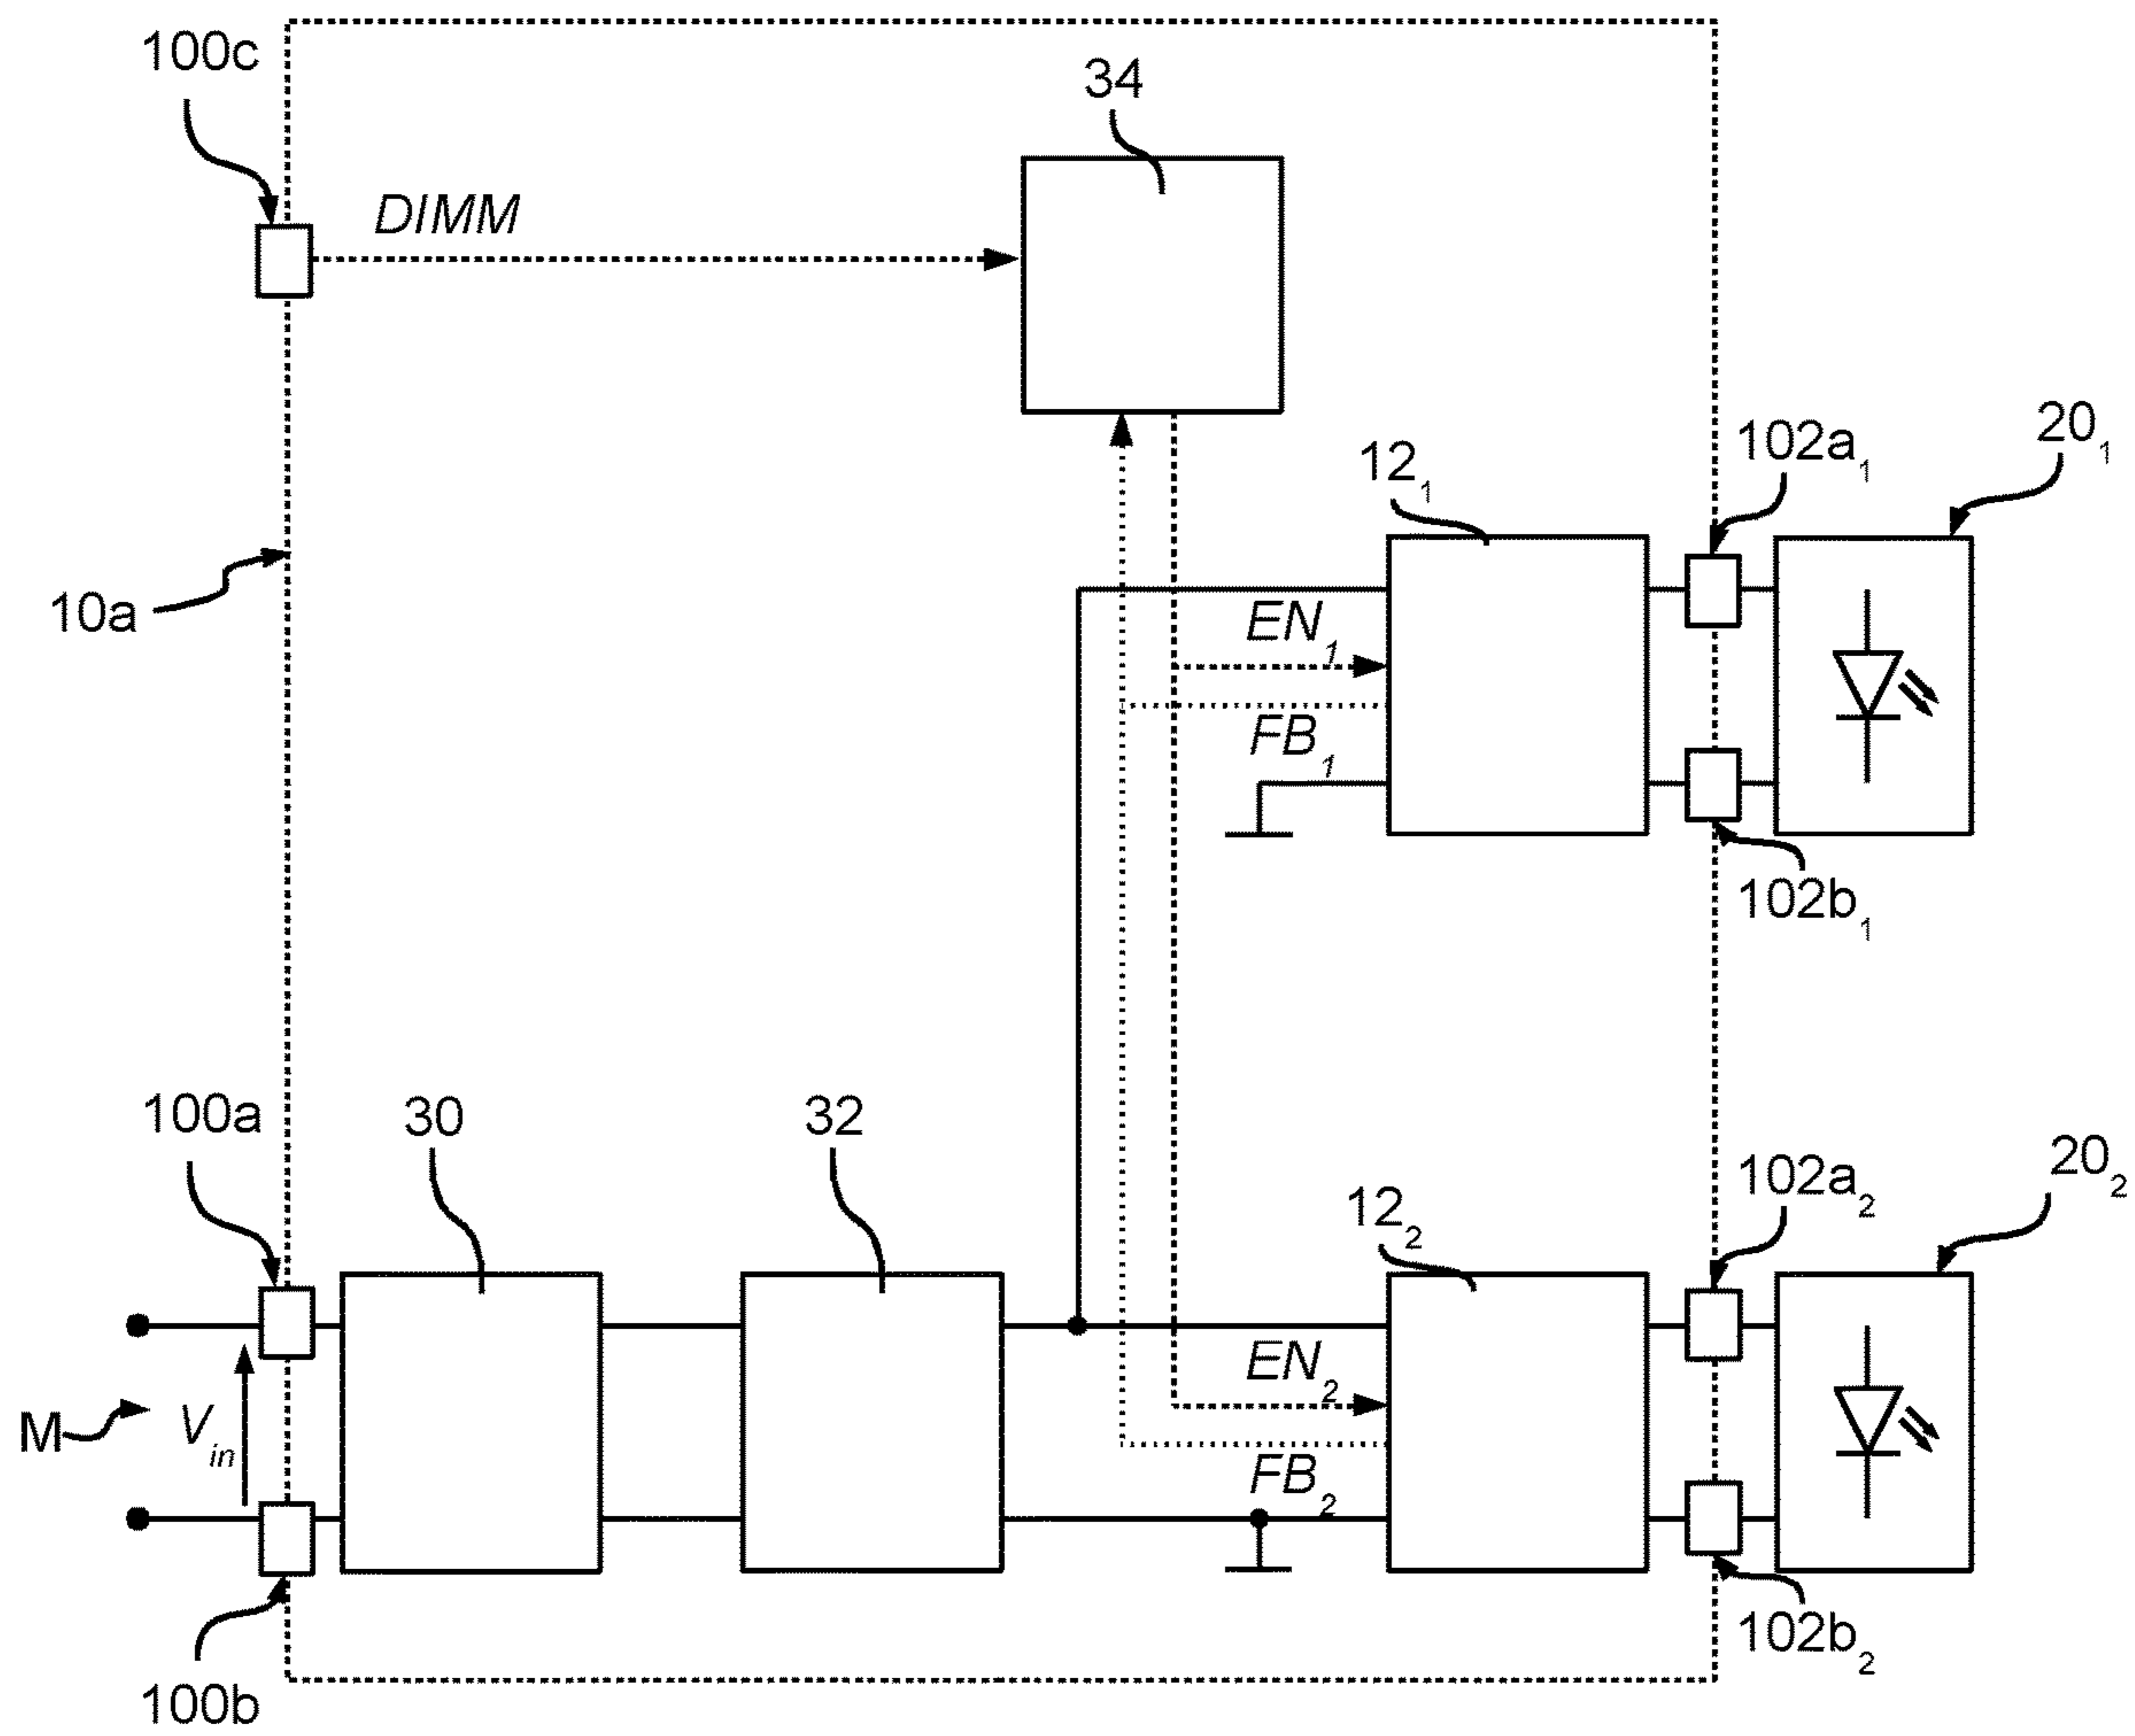 100c
34
DIMM
20₁
102a₁
12₁
10a
EN₁
FB₁
102b₁
100a
30
32
20₂
102a₂
12₂
EN₂
M
V_in
FB₂
102b₂
100b